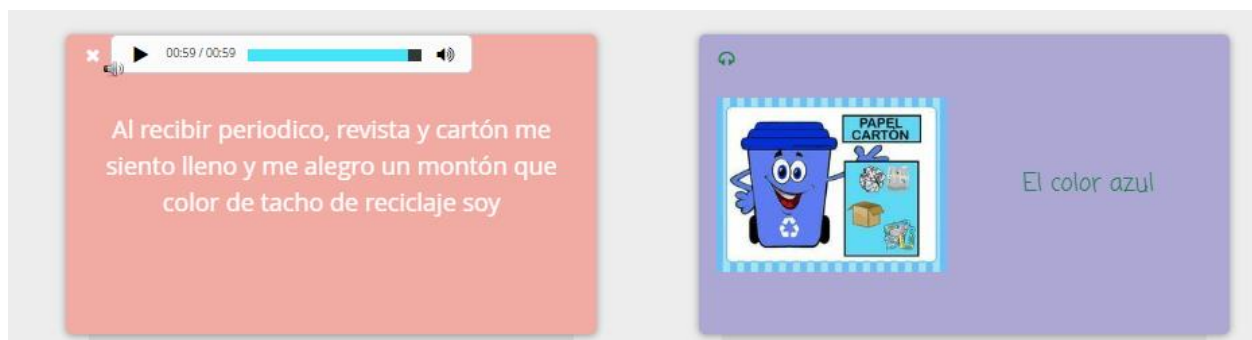 00:59 / 00:59
Al recibir periodico, revista y cartón me
siento lleno y me alegro un montón que
color de tacho de reciclaje soy
PAPEL
CARTÓN
El color azul